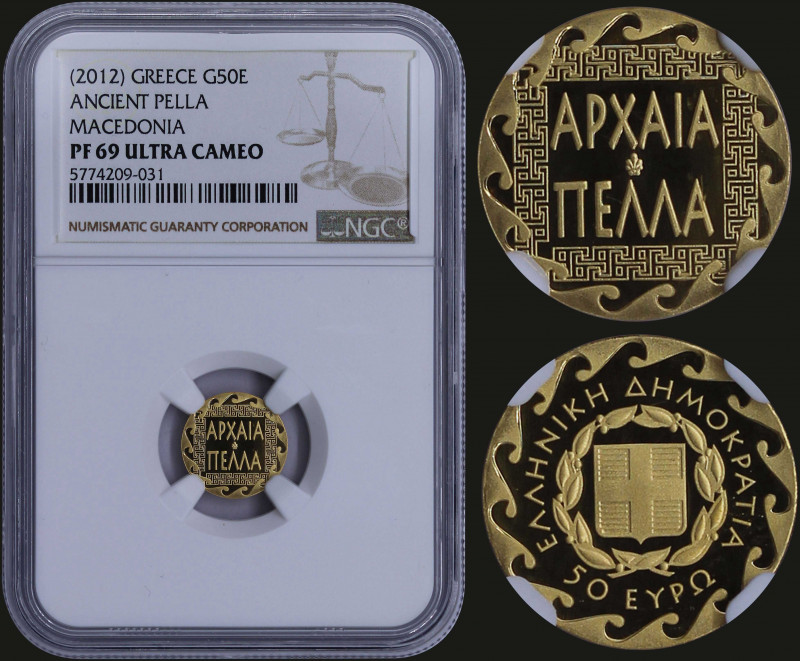 (2012) GREECE G50E
ANCIENT PELLA
MACEDONIA
PF 69 ULTRA CAMEO
5774209-031
NUMISMATIC GUARANTY CORPORATION
NGC®
ΑΡΧΑΙΑ
ΠΕΛΛΑ
ΑΡΧΑΙΑ
ΠΕΛΛΑ
ΕΛΛΗΝΙΚΗ ΔΗΜΟΚΡΑΤΙΑ
50 ΕΥΡΩ